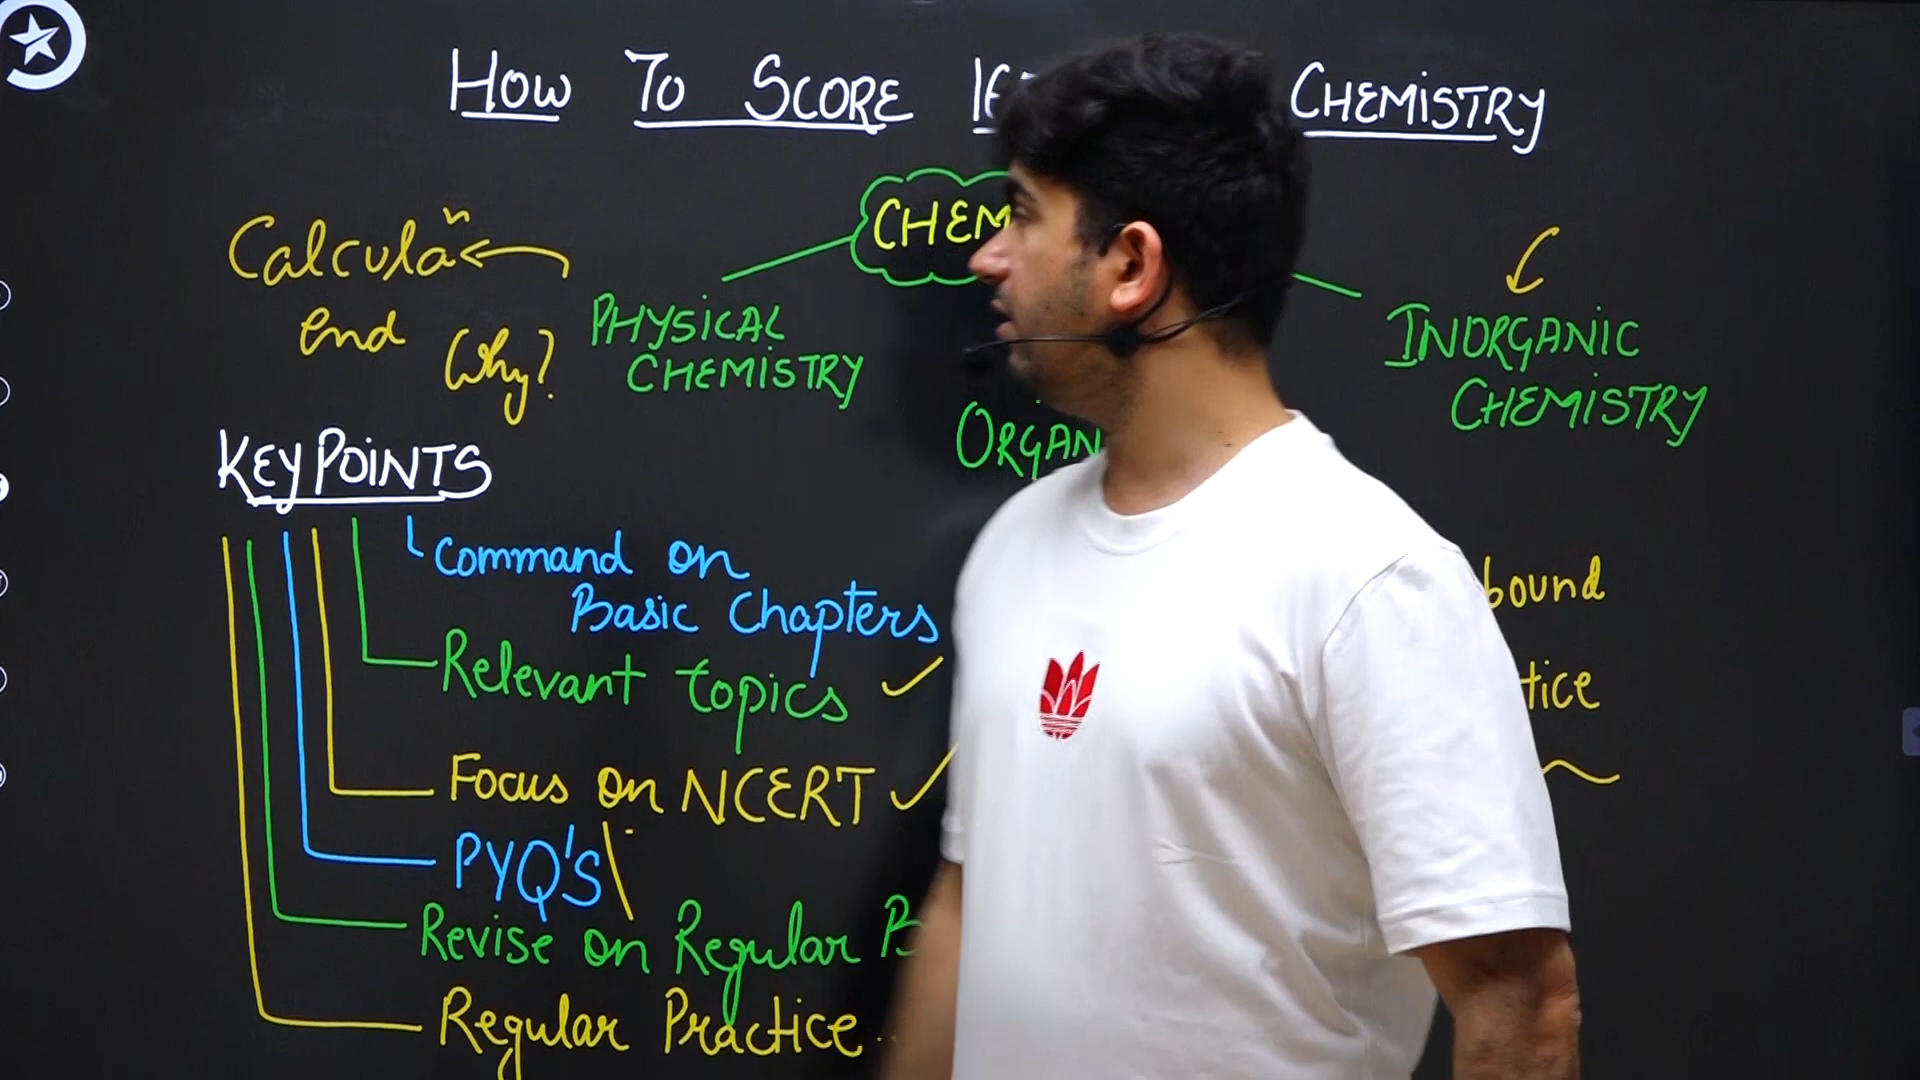 How To SCORE CHEMISTRY
CHEM
Calculaⁿ
end Why?
PHYSICAL
CHEMISTRY
INORGANIC
CHEMISTRY
ORGAN
KEY POINTS
Command on
Basic Chapters
Relevant topics
Focus on NCERT
PYQ'S
Revise on Regular
Regular Practice
bound
tice